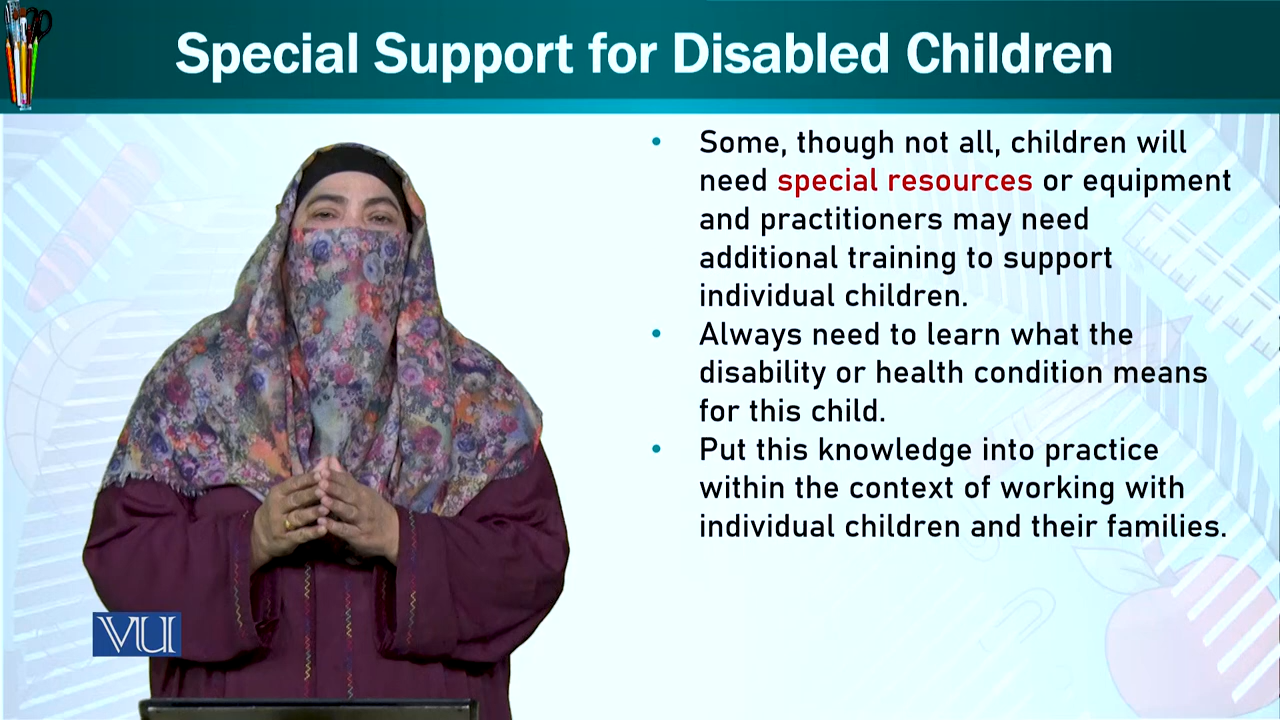 Special Support for Disabled Children
• Some, though not all, children will
need special resources or equipment
and practitioners may need
additional training to support
individual children.
• Always need to learn what the
disability or health condition means
for this child.
• Put this knowledge into practice
within the context of working with
individual children and their families.
VU